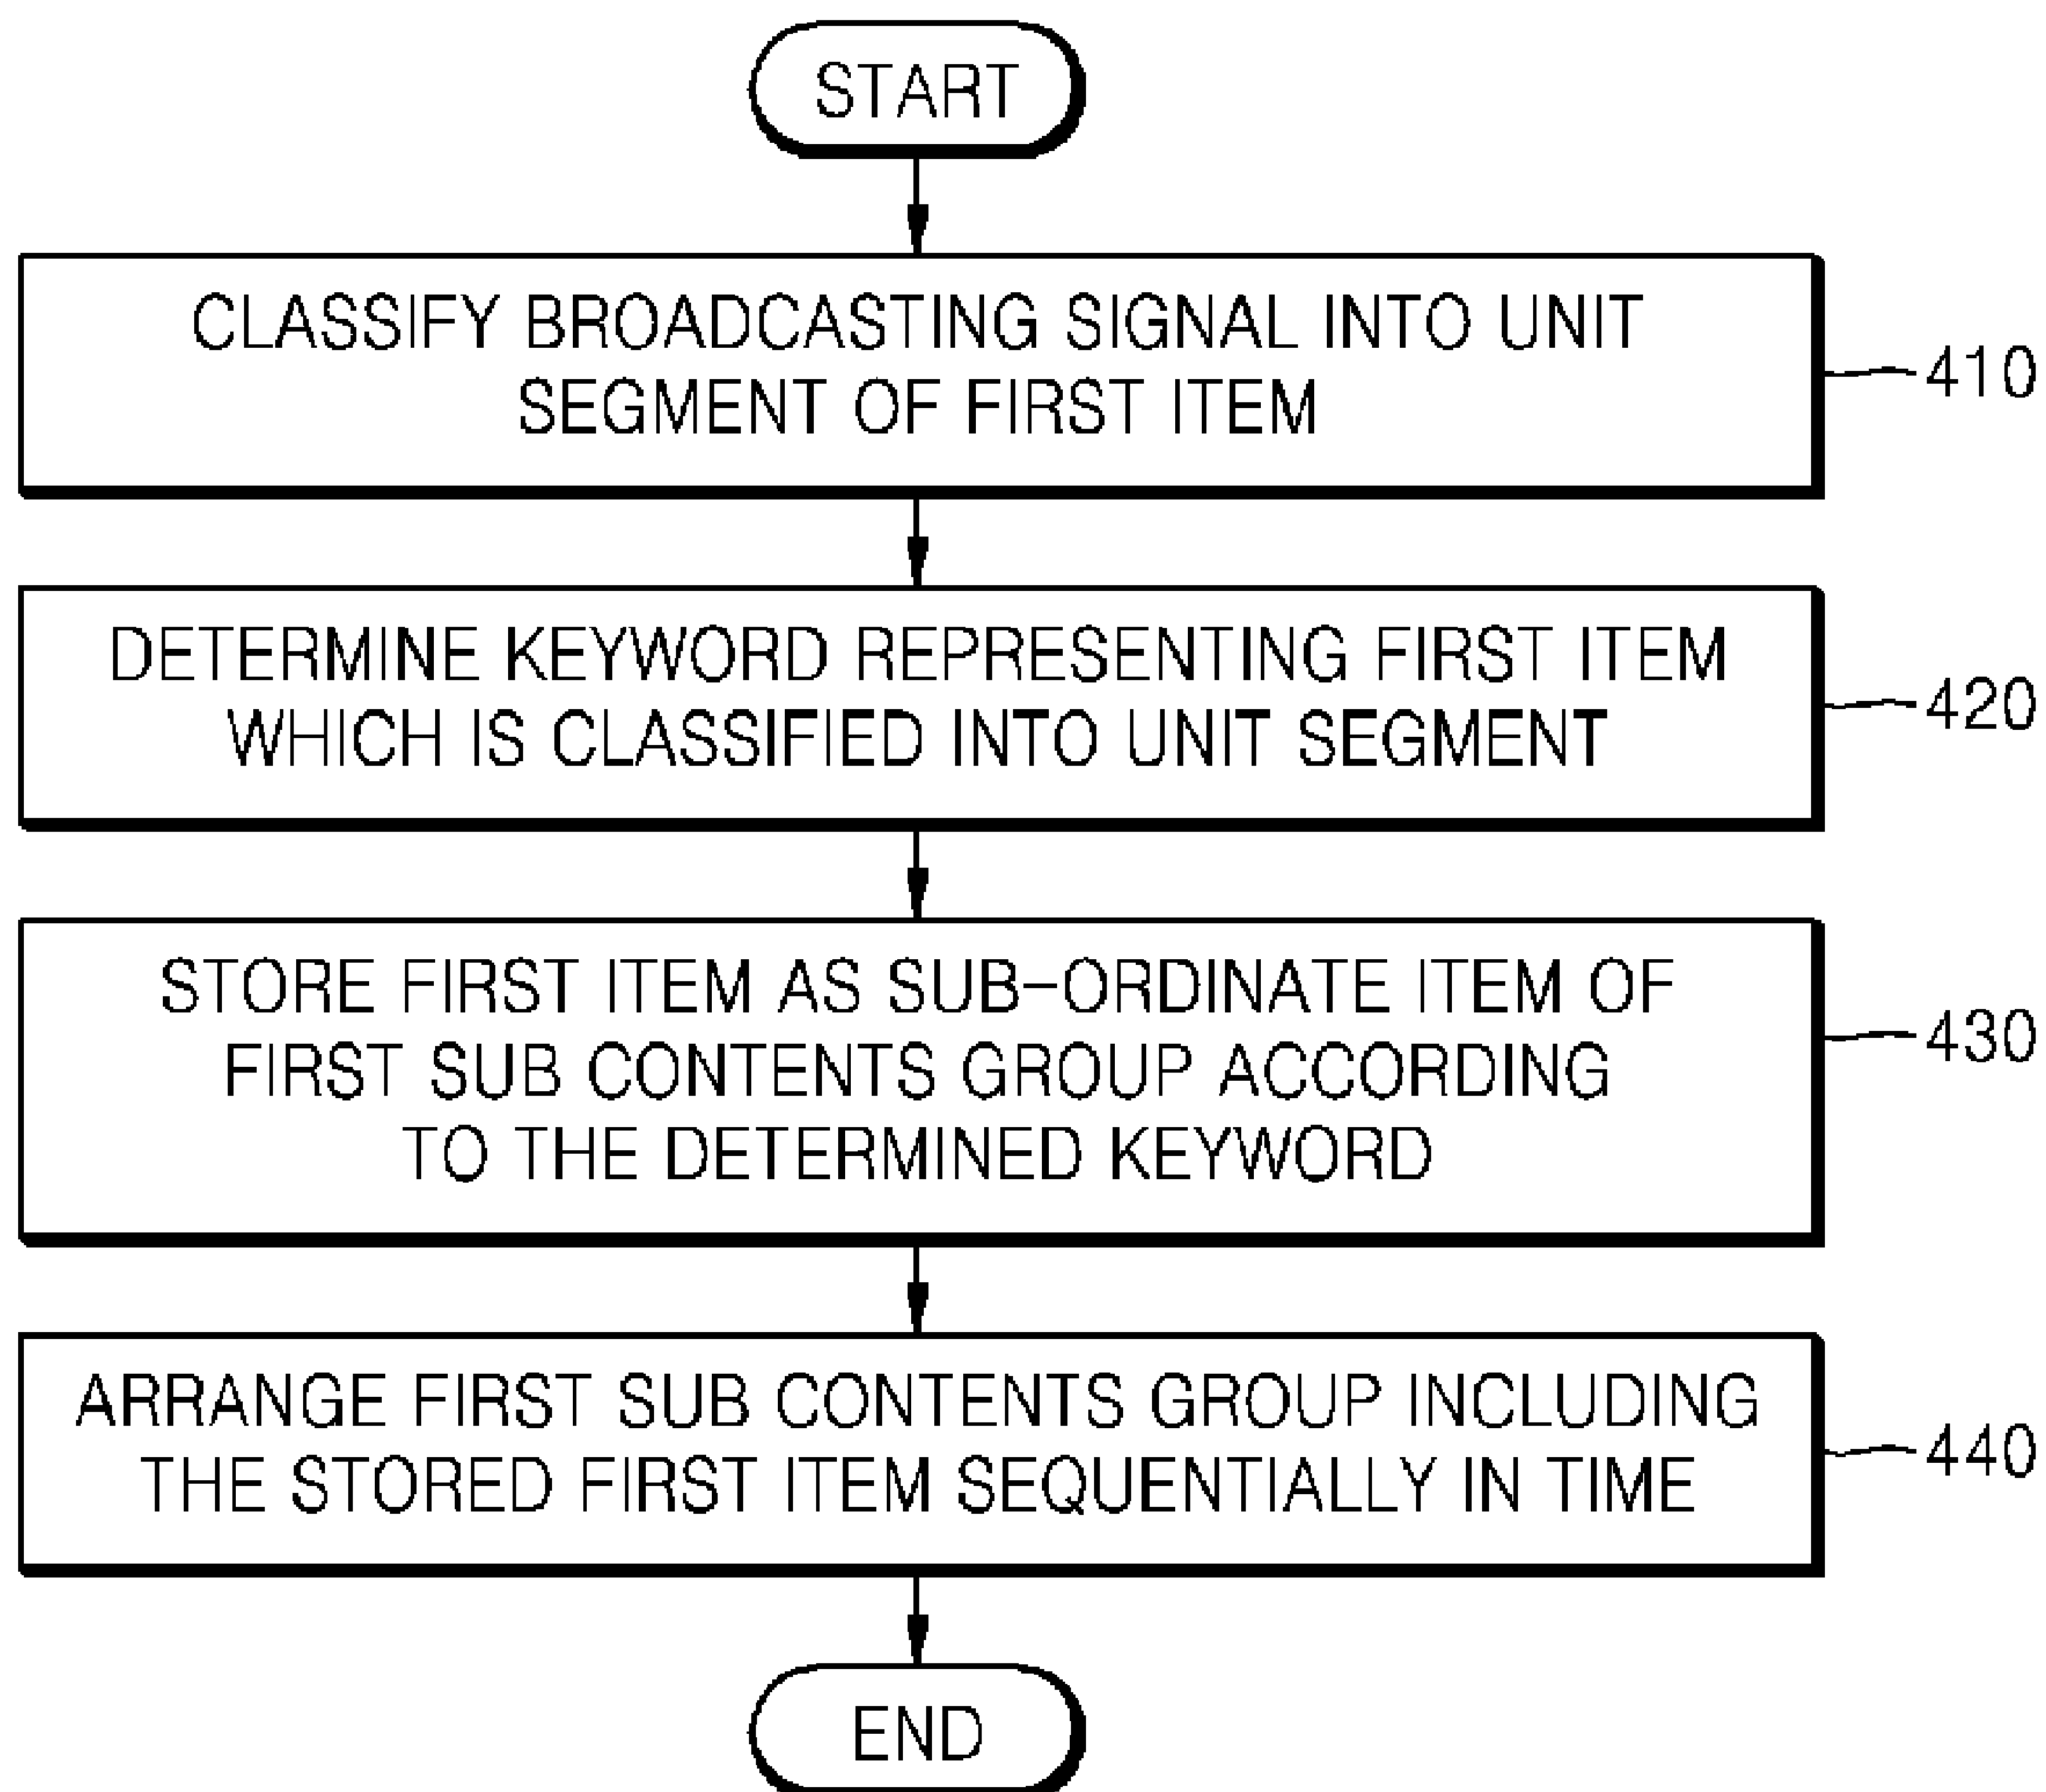 START
CLASSIFY BROADCASTING SIGNAL INTO UNIT
SEGMENT OF FIRST ITEM
410
DETERMINE KEYWORD REPRESENTING FIRST ITEM
WHICH IS CLASSIFIED INTO UNIT SEGMENT
420
STORE FIRST ITEM AS SUB-ORDINATE ITEM OF
FIRST SUB CONTENTS GROUP ACCORDING
TO THE DETERMINED KEYWORD
430
ARRANGE FIRST SUB CONTENTS GROUP INCLUDING
THE STORED FIRST ITEM SEQUENTIALLY IN TIME
440
END